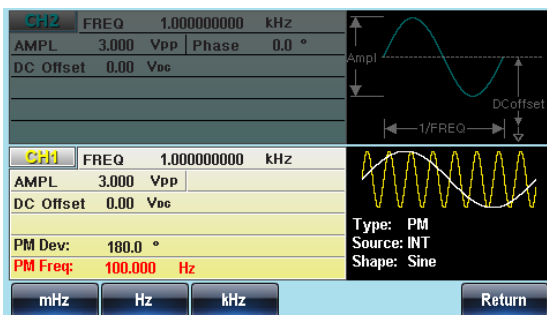 CH2 FREQ 1.000000000 kHz
AMPL 3.000 VPP Phase 0.0 °
DC Offset 0.00 VDC
Ampl
DCoffset
1/FREQ
CH1 FREQ 1.000000000 kHz
AMPL 3.000 VPP
DC Offset 0.00 VDC
PM Dev: 180.0 °
PM Freq: 100.000 Hz
Type: PM
Source: INT
Shape: Sine
mHz Hz kHz Return